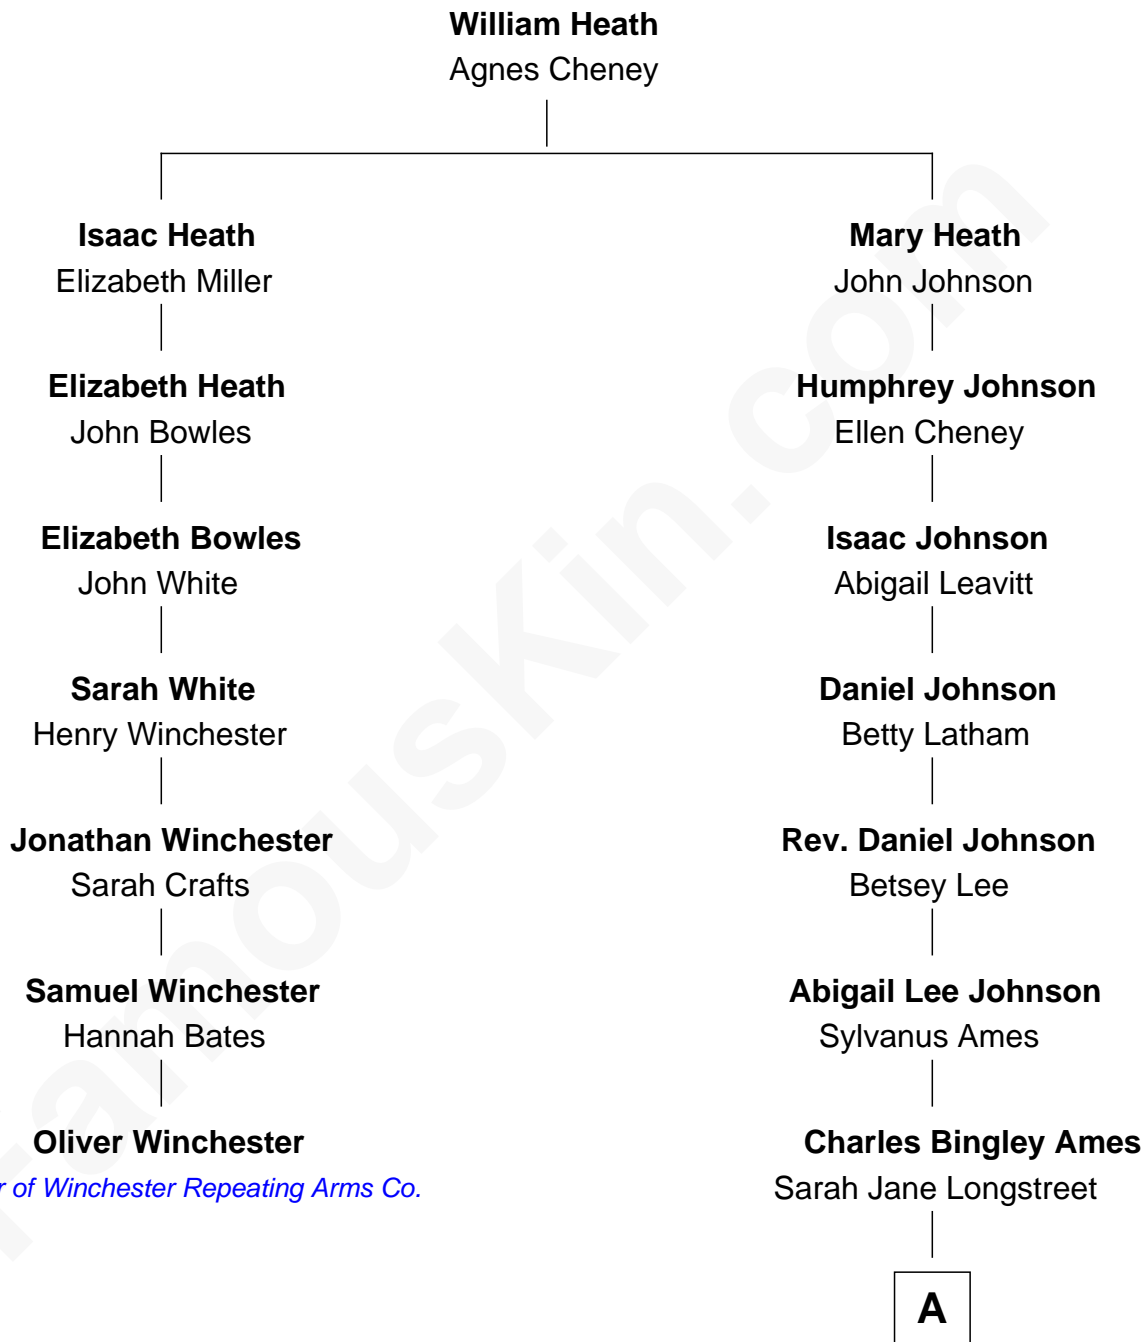 William Heath
Agnes Cheney
Isaac Heath
Elizabeth Miller
Elizabeth Heath
John Bowles
Elizabeth Bowles
John White
Sarah White
Henry Winchester
Jonathan Winchester
Sarah Crafts
Samuel Winchester
Hannah Bates
Oliver Winchester
of Winchester Repeating Arms Co.
Mary Heath
John Johnson
Humphrey Johnson
Ellen Cheney
Isaac Johnson
Abigail Leavitt
Daniel Johnson
Betty Latham
Rev. Daniel Johnson
Betsey Lee
Abigail Lee Johnson
Sylvanus Ames
Charles Bingley Ames
Sarah Jane Longstreet
A
FamousKin.com